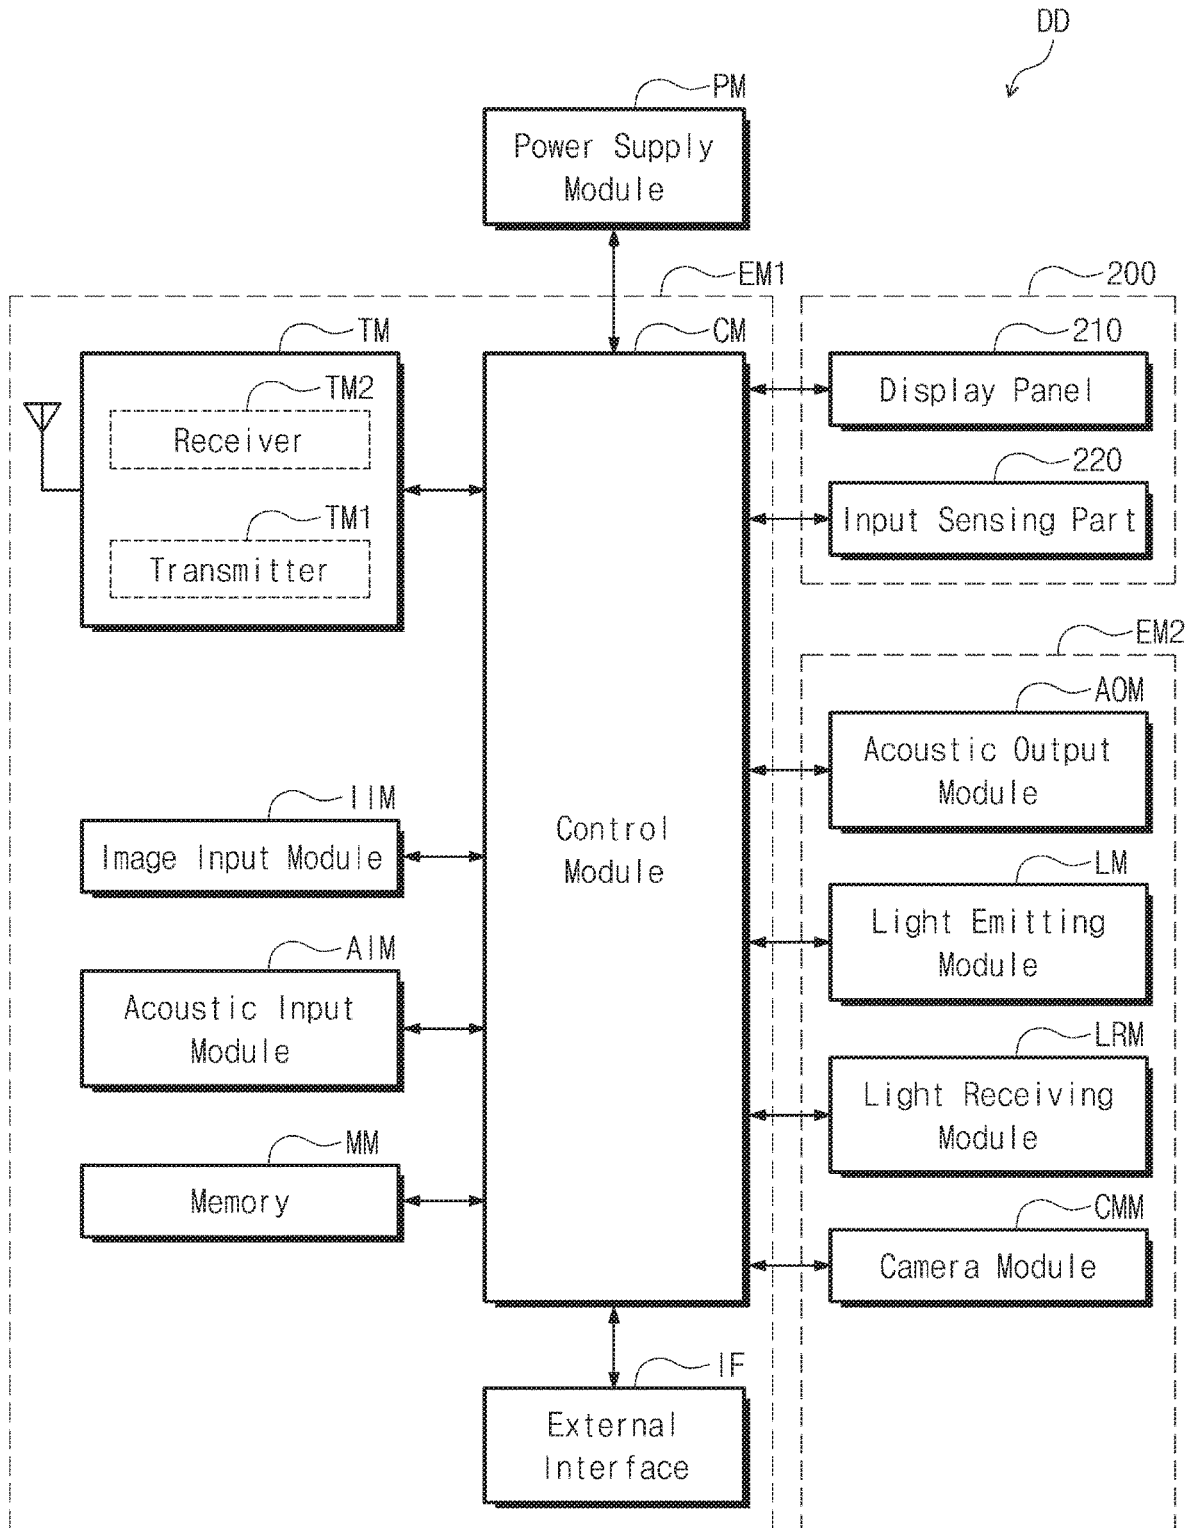 DD
PM
Power Supply
Module
EM1
200
TM
CM
210
TM2
Receiver
Display Panel
220
TM1
Transmitter
Input Sensing Part
EM2
AOM
Acoustic Output
Module
IIM
Image Input Module
Control
Module
LM
Light Emitting
Module
AIM
Acoustic Input
Module
LRM
Light Receiving
Module
MM
Memory
CMM
Camera Module
IF
External
Interface